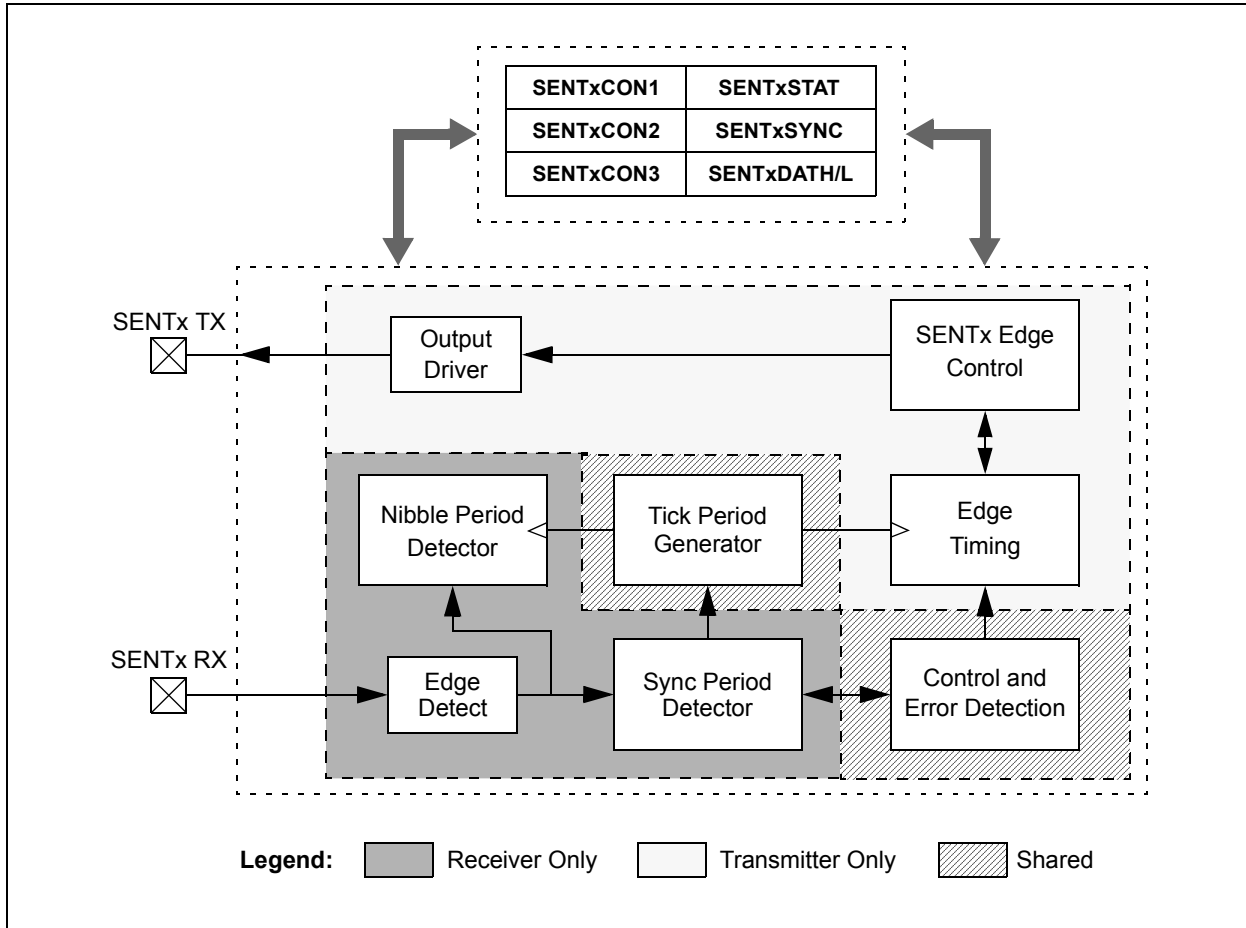 SENTxCON1 SENTxSTAT
SENTxCON2 SENTxSYNC
SENTxCON3 SENTxDATH/L
SENTx TX
Output
Driver
SENTx Edge
Control
Nibble Period
Detector
Tick Period
Generator
Edge
Timing
SENTx RX
Edge
Detect
Sync Period
Detector
Control and
Error Detection
Legend: Receiver Only Transmitter Only Shared